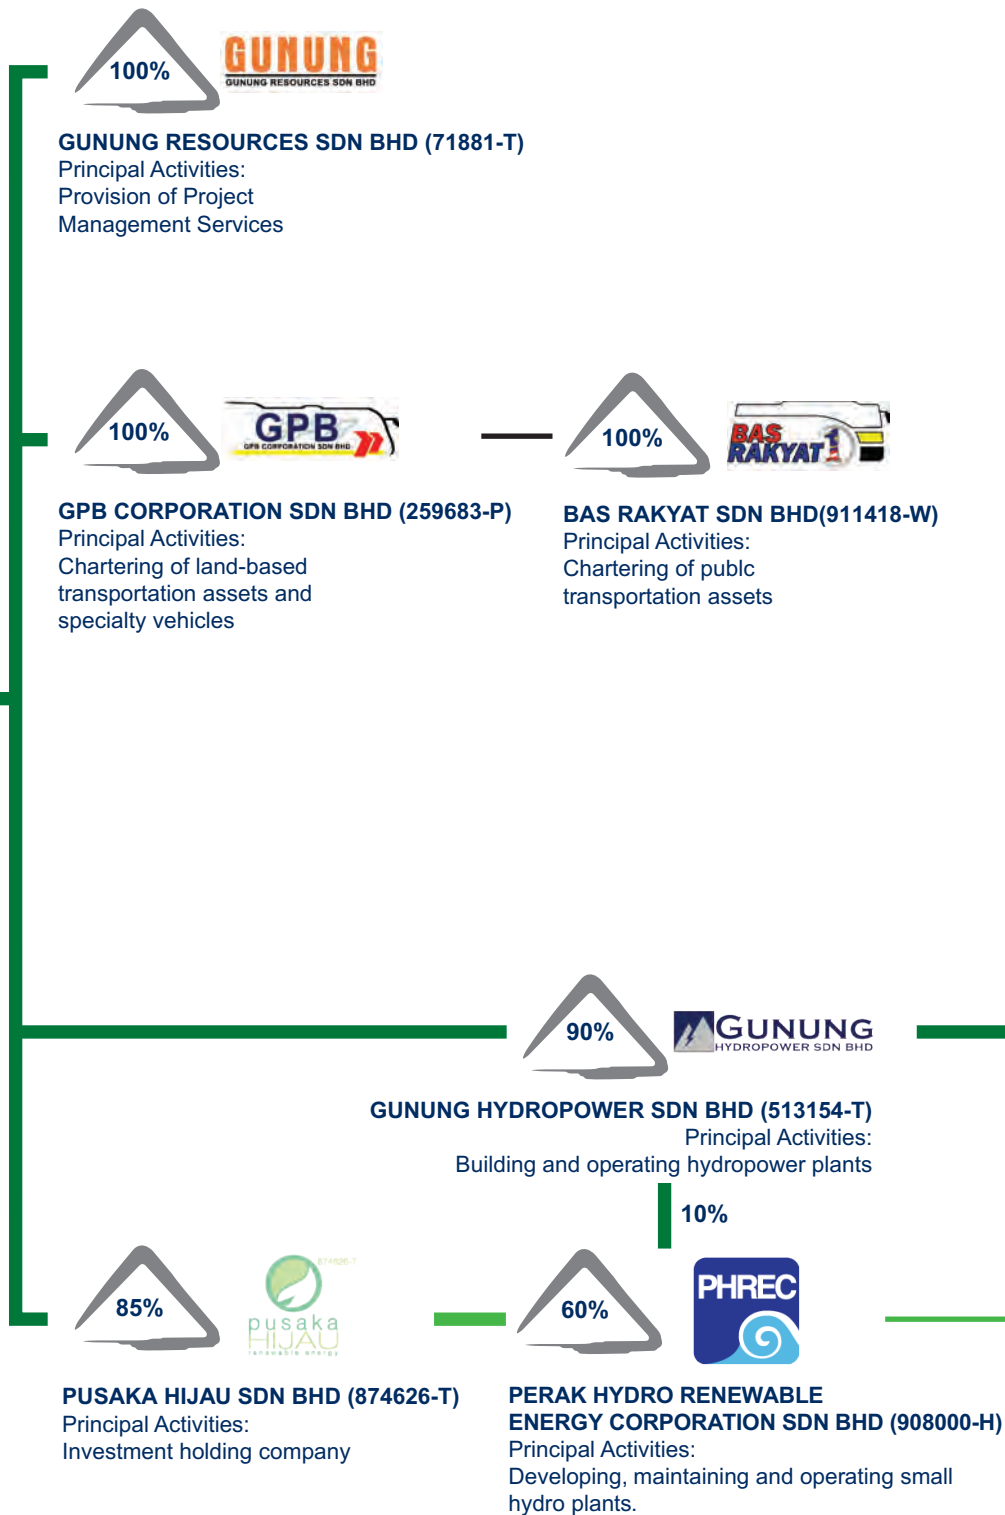 100%
GUNUNG
GUNUNG RESOURCES SDN BHD
GUNUNG RESOURCES SDN BHD (71881-T)
Principal Activities:
Provision of Project
Management Services
100%
GPB
GPB CORPORATION SDN BHD
GPB CORPORATION SDN BHD (259683-P)
Principal Activities:
Chartering of land-based
transportation assets and
specialty vehicles
100%
BAS
RAKYAT 1
BAS RAKYAT SDN BHD(911418-W)
Principal Activities:
Chartering of publc
transportation assets
90%
GUNUNG
HYDROPOWER SDN BHD
GUNUNG HYDROPOWER SDN BHD (513154-T)
Principal Activities:
Building and operating hydropower plants
10%
85%
874626-T
pusaka
HIJAU
renewable energy
PUSAKA HIJAU SDN BHD (874626-T)
Principal Activities:
Investment holding company
60%
PHREC
PERAK HYDRO RENEWABLE
ENERGY CORPORATION SDN BHD (908000-H)
Principal Activities:
Developing, maintaining and operating small
hydro plants.